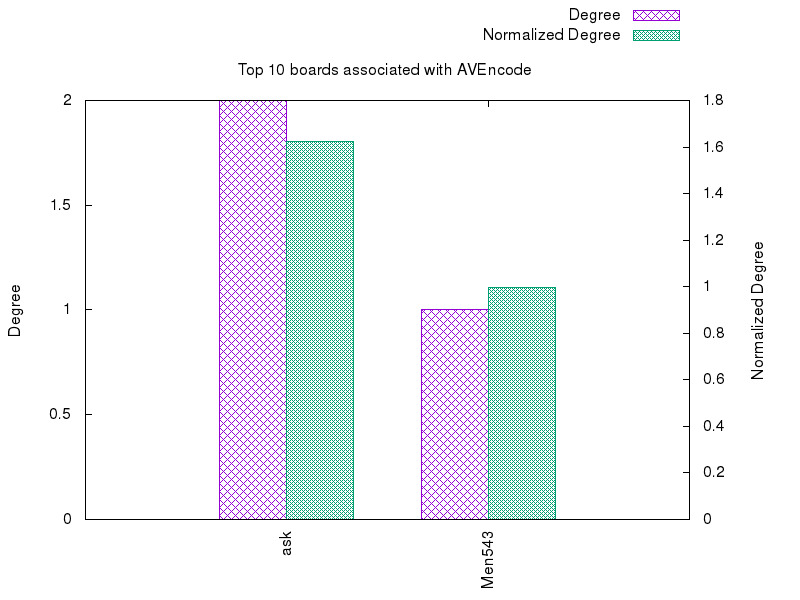 Degree
Normalized Degree
Top 10 boards associated with AVEncode
2
1.5
1
0.5
0
Degree
1.8
1.6
1.4
1.2
1
0.8
0.6
0.4
0.2
0
Normalized Degree
ask
Men543